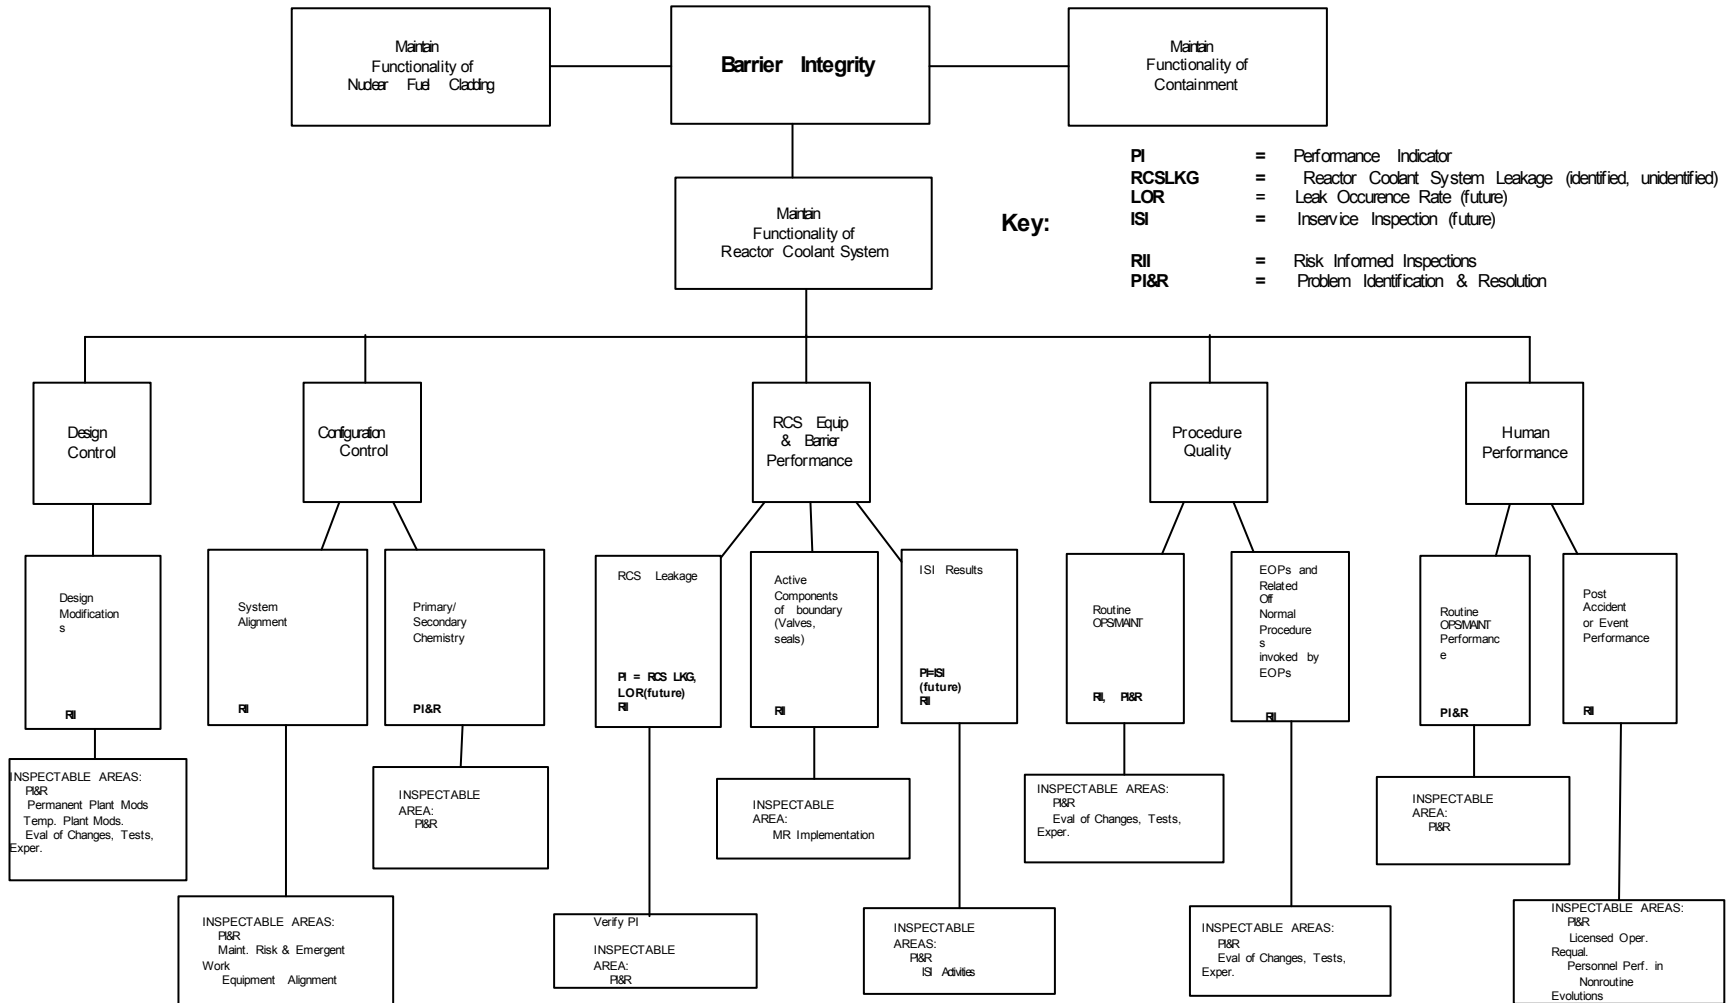 Maintain
Functionality of
Nuclear Fuel Cladding
Barrier Integrity
Maintain
Functionality of
Containment
PI = Performance Indicator
RCSLKG = Reactor Coolant System Leakage (identified, unidentified)
LOR = Leak Occurence Rate (future)
Key:
ISI = Inservice Inspection (future)
RII = Risk Informed Inspections
PI&R = Problem Identification & Resolution
Maintain
Functionality of
Reactor Coolant System
Design
Control
Configuration
Control
RCS Equip
& Barrier
Performance
Procedure
Quality
Human
Performance
Design
Modification
s
RII
System
Alignment
RII
Primary/
Secondary
Chemistry
PI&R
RCS Leakage
PI = RCS LKG,
LOR(future)
RII
Active
Components
of boundary
(Valves,
seals)
RII
ISI Results
PI=ISI
(future)
RII
Routine
OPS/MAINT
RII, PI&R
EOPs and
Related
Off
Normal
Procedure
s
invoked by
EOPs
RII
Routine
OPS/MAINT
Performanc
e
PI&R
Post
Accident
or Event
Performance
RII
INSPECTABLE AREAS:
PI&R
Permanent Plant Mods
Temp. Plant Mods.
Eval of Changes, Tests,
Exper.
INSPECTABLE AREAS:
PI&R
Maint. Risk & Emergent
Work
Equipment Alignment
INSPECTABLE
AREA:
PI&R
Verify PI
INSPECTABLE
AREA:
PI&R
INSPECTABLE
AREA:
MR Implementation
INSPECTABLE
AREAS:
PI&R
ISI Activities
INSPECTABLE AREAS:
PI&R
Eval of Changes, Tests,
Exper.
INSPECTABLE AREAS:
PI&R
Eval of Changes, Tests,
Exper.
INSPECTABLE
AREA:
PI&R
INSPECTABLE AREAS:
PI&R
Licensed Oper.
Requal.
Personnel Perf. in
Nonroutine
Evolutions